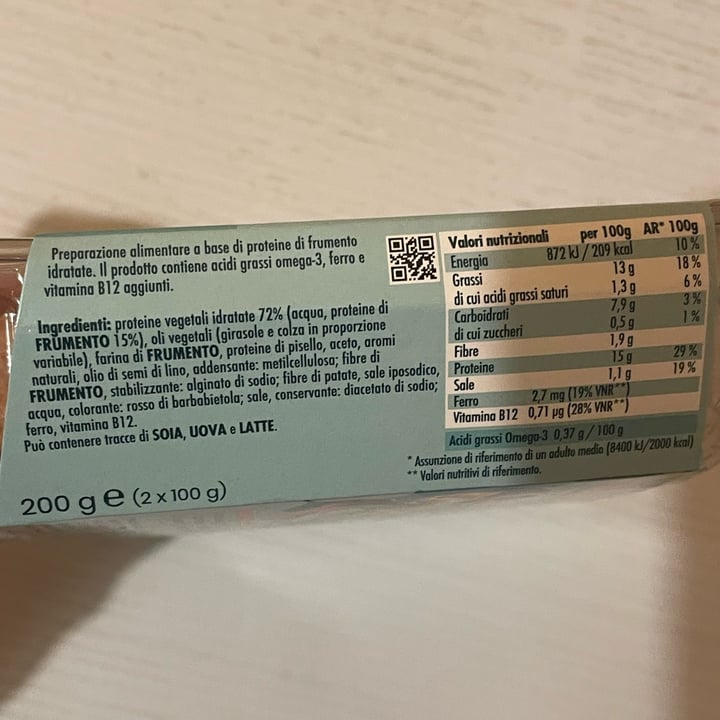 Preparazione alimentare a base di proteine di frumento
idratate. Il prodotto contiene acidi grassi omega-3, ferro e
vitamina B12 aggiunti.
Ingredienti: proteine vegetali idratate 72% (acqua, proteine di
FRUMENTO 15%), oli vegetali (girasole e colza in proporzione
variabile), farina di FRUMENTO, proteine di pisello, aceto, aromi
naturali, olio di semi di lino, addensante: metilcellulosa; fibre di
FRUMENTO, stabilizzante: alginato di sodio; fibre di patate, sale iposodico,
acqua, colorante: rosso di barbabietola; sale, conservante: diacetato di sodio;
ferro, vitamina B12.
Può contenere tracce di SOIA, UOVA e LATTE.
200 g e (2 x 100 g)
Valori nutrizionali per 100g AR* 100g
Energia 872 kJ / 209 kcal 10%
Grassi 13 g 18%
di cui acidi grassi saturi 1,3 g 6%
Carboidrati 7,9 g 3%
di cui zuccheri 0,5 g 1%
Fibre 1,9 g
Proteine 15 g 29%
Sale 1,1 g 19%
Ferro 2,7 mg (19% VNR**)
Vitamina B12 0,71 µg (28% VNR**)
Acidi grassi Omega-3 0,37 g / 100 g
* Assunzione di riferimento di un adulto medio (8400 kJ/2000 kcal)
** Valori nutritivi di riferimento.